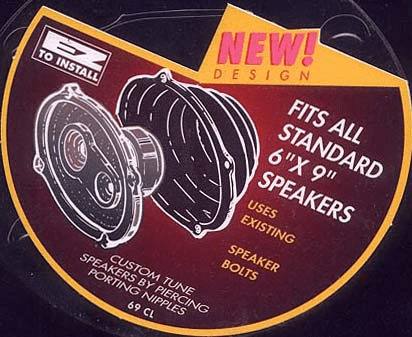 EZ
TO INSTALL
NEW!
DESIGN
FITS ALL
STANDARD
6"X 9"
SPEAKERS
USES
EXISTING
SPEAKER
BOLTS
CUSTOM TUNE
SPEAKERS BY PIERCING
PORTING NIPPLES
69 CL